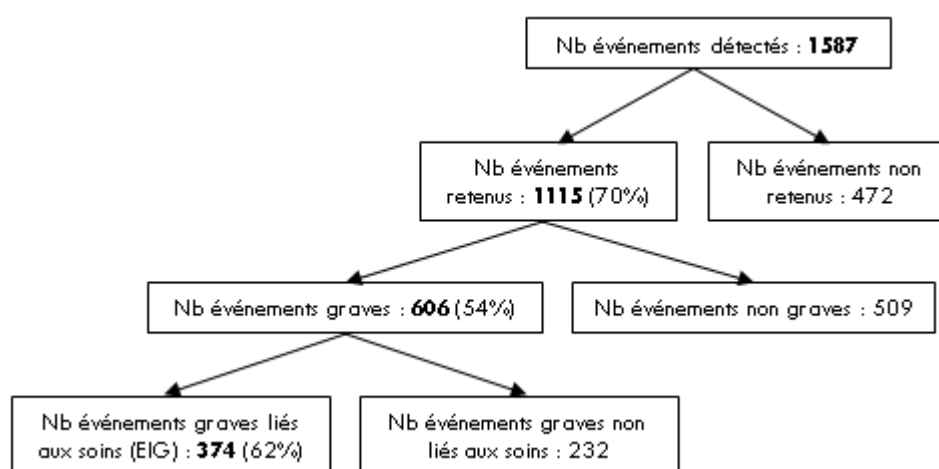 Nb événements détectés : 1587
Nb événements
retenus : 1115 (70%)
Nb événements non
retenus : 472
Nb événements graves : 606 (54%)
Nb événements non graves : 509
Nb événements graves liés
aux soins (EIG) : 374 (62%)
Nb événements graves non
liés aux soins : 232